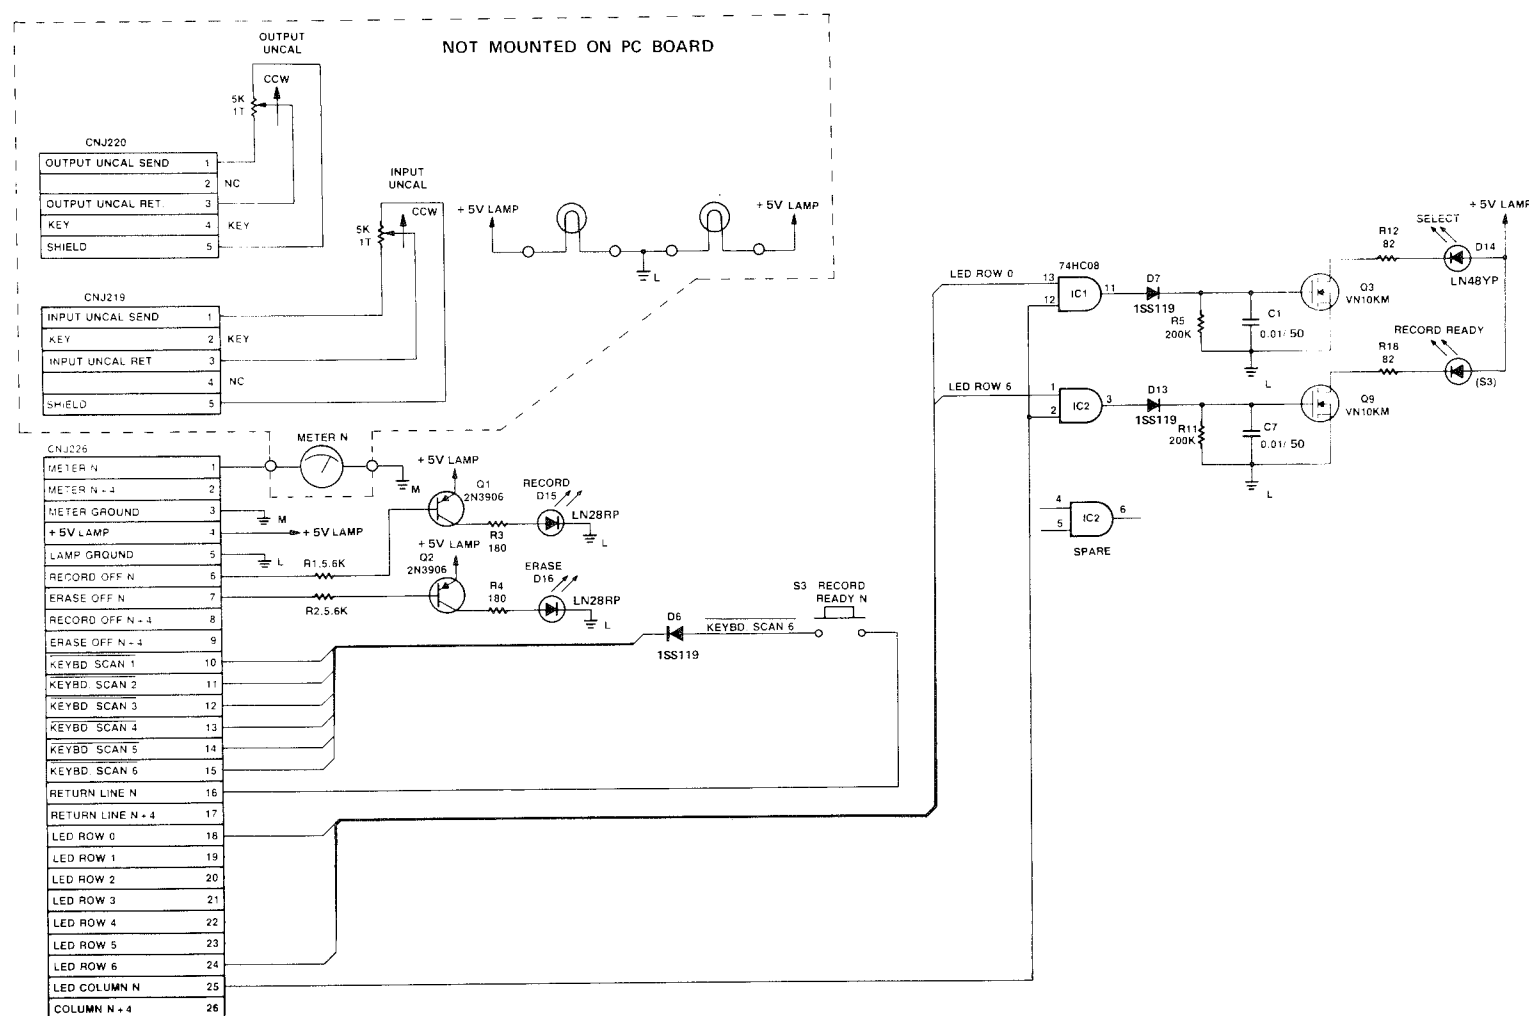 NOT MOUNTED ON PC BOARD
OUTPUT
UNCAL
CCW
5K
1T
CNJ220
OUTPUT UNCAL SEND 1
2 NC
OUTPUT UNCAL RET. 3
KEY 4 KEY
SHIELD 5
INPUT
UNCAL
CCW
5K
1T
CNJ219
INPUT UNCAL SEND 1
KEY 2 KEY
INPUT UNCAL RET 3
4 NC
SHIELD 5
+5V LAMP
+5V LAMP
L
CNJ226
METER N 1
METER N+4 2
METER GROUND 3
+5V LAMP 4
LAMP GROUND 5
RECORD OFF N 6
ERASE OFF N 7
RECORD OFF N+4 8
ERASE OFF N+4 9
KEYBD SCAN 1 10
KEYBD. SCAN 2 11
KEYBD SCAN 3 12
KEYBD SCAN 4 13
KEYBD SCAN 5 14
KEYBD. SCAN 6 15
RETURN LINE N 16
RETURN LINE N+4 17
LED ROW 0 18
LED ROW 1 19
LED ROW 2 20
LED ROW 3 21
LED ROW 4 22
LED ROW 5 23
LED ROW 6 24
LED COLUMN N 25
COLUMN N+4 26
METER N
M
M
+5V LAMP
L
+5V LAMP
Q1
2N3906
RECORD
D15
LN28RP
R3
180
L
R1,5.6K
+5V LAMP
Q2
2N3906
ERASE
D16
LN28RP
R4
180
L
R2,5.6K
D6
1SS119
KEYBD. SCAN 6
S3 RECORD
READY N
LED ROW 0
74HC08
13
12
IC1
11
D7
1SS119
R5
200K
C1
0.01/50
L
Q3
VN10KM
R12
82
SELECT
D14
LN48YP
+5V LAMP
LED ROW 6
1
2
IC2
3
D13
1SS119
R11
200K
C7
0.01/50
L
Q9
VN10KM
R18
82
RECORD READY
(S3)
4
5
IC2
6
SPARE